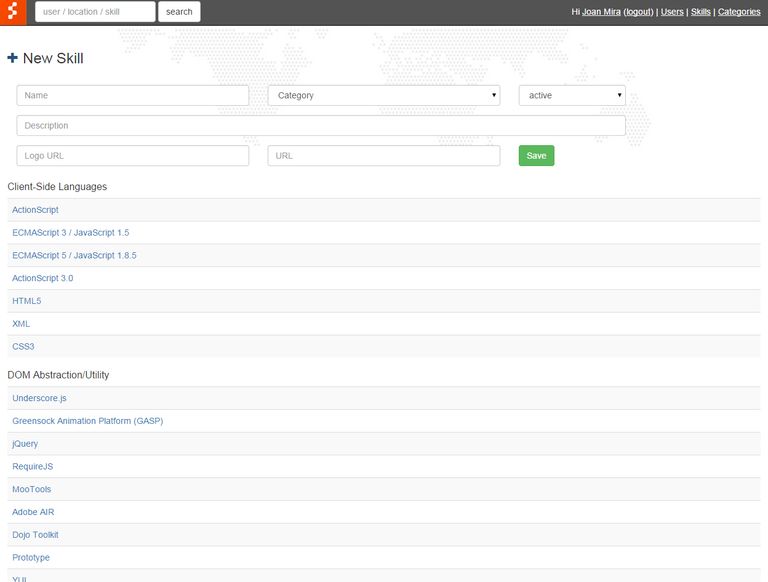 user / location / skill search Hi Joan Mira (logout) | Users | Skills | Categories
New Skill
Name Category active
Description
Logo URL URL Save
Client-Side Languages
ActionScript
ECMAScript 3 / JavaScript 1.5
ECMAScript 5 / JavaScript 1.8.5
ActionScript 3.0
HTML5
XML
CSS3
DOM Abstraction/Utility
Underscore.js
Greensock Animation Platform (GASP)
jQuery
RequireJS
MooTools
Adobe AIR
Dojo Toolkit
Prototype